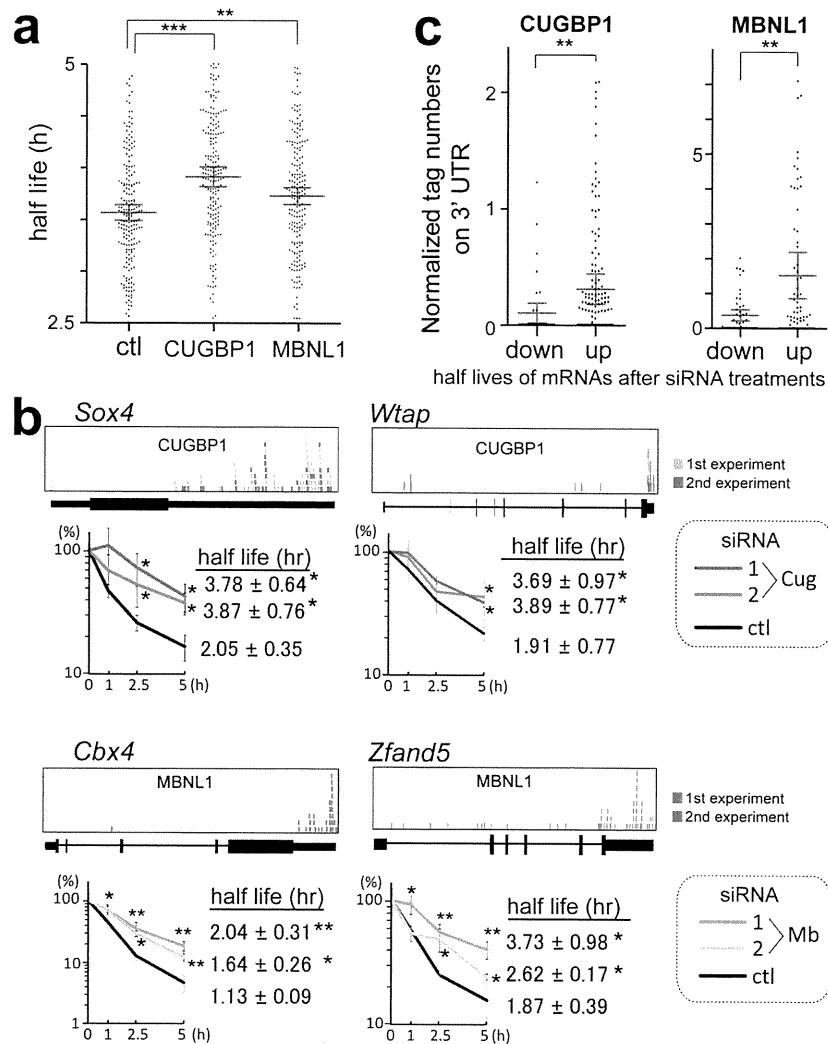 a
**
***
5
half life (h)
2.5
ctl
CUGBP1
MBNL1
c
CUGBP1
**
2
1
0
Normalized tag numbers
on 3' UTR
down
up
MBNL1
**
5
0
down
up
half lives of mRNAs after siRNA treatments
b
Sox4
CUGBP1
(%)
100
10
0 1 2.5 5 (h)
*
*
*
*
half life (hr)
3.78 ± 0.64*
3.87 ± 0.76*
2.05 ± 0.35
Wtap
CUGBP1
(%)
100
10
0 1 2.5 5 (h)
*
*
half life (hr)
3.69 ± 0.97*
3.89 ± 0.77*
1.91 ± 0.77
1st experiment
2nd experiment
siRNA
1
2
Cug
ctl
Cbx4
MBNL1
(%)
100
10
1
0 1 2.5 5 (h)
*
**
*
**
**
half life (hr)
2.04 ± 0.31**
1.64 ± 0.26 *
1.13 ± 0.09
Zfand5
MBNL1
(%)
100
10
0 1 2.5 5 (h)
*
**
*
**
*
half life (hr)
3.73 ± 0.98 *
2.62 ± 0.17 *
1.87 ± 0.39
1st experiment
2nd experiment
siRNA
1
2
Mb
ctl